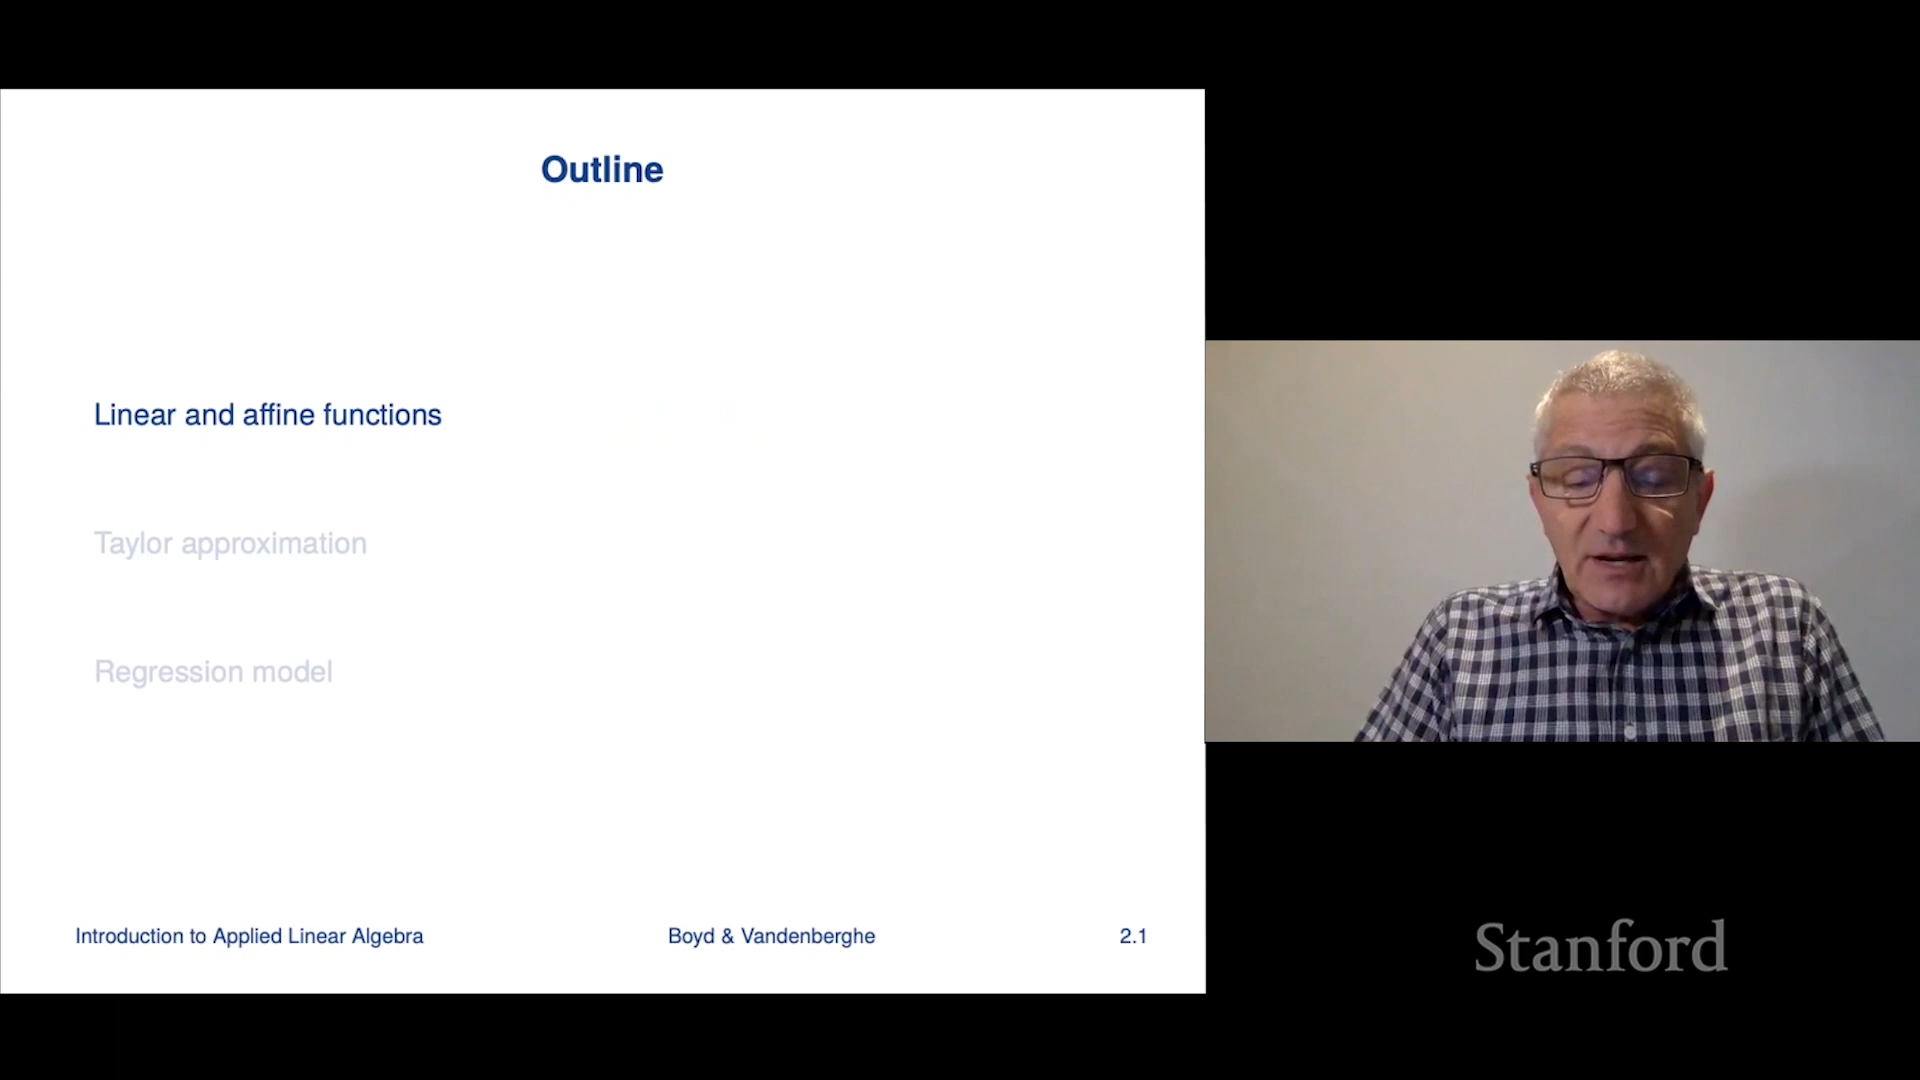 Outline
Linear and affine functions
Taylor approximation
Regression model
Introduction to Applied Linear Algebra
Boyd & Vandenberghe
2.1
Stanford